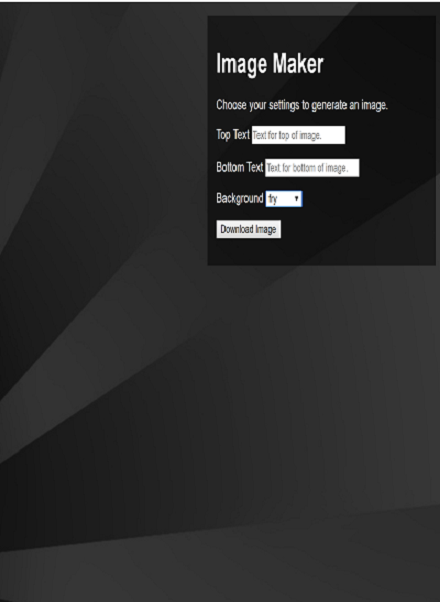 Image Maker
Choose your settings to generate an image.
Top Text Text for top of image.
Bottom Text Text for bottom of image.
Background fry
Download Image